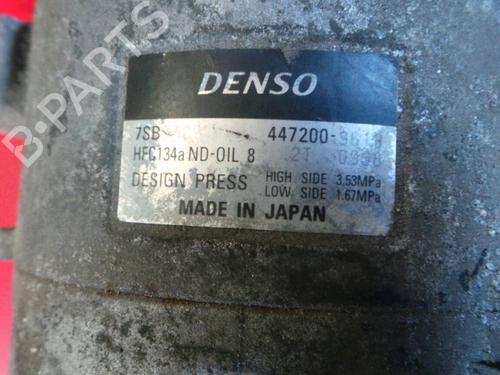 DENSO
7SB 447200-
HFC134a ND-OIL 8
DESIGN PRESS HIGH SIDE 3.53MPa
LOW SIDE 1.67MPa
MADE IN JAPAN